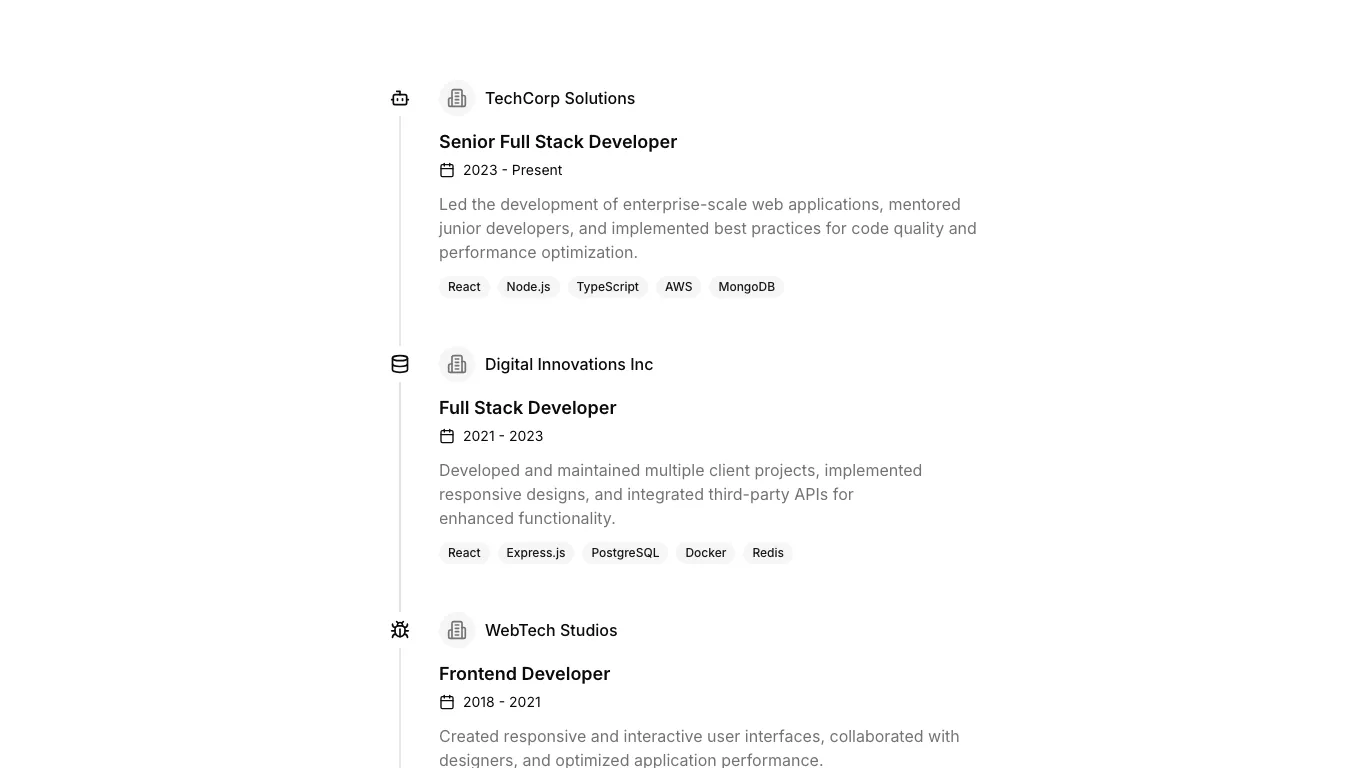 TechCorp Solutions
Senior Full Stack Developer
2023 - Present
Led the development of enterprise-scale web applications, mentored
junior developers, and implemented best practices for code quality and
performance optimization.
React Node.js TypeScript AWS MongoDB
Digital Innovations Inc
Full Stack Developer
2021 - 2023
Developed and maintained multiple client projects, implemented
responsive designs, and integrated third-party APIs for
enhanced functionality.
React Express.js PostgreSQL Docker Redis
WebTech Studios
Frontend Developer
2018 - 2021
Created responsive and interactive user interfaces, collaborated with
designers, and optimized application performance.